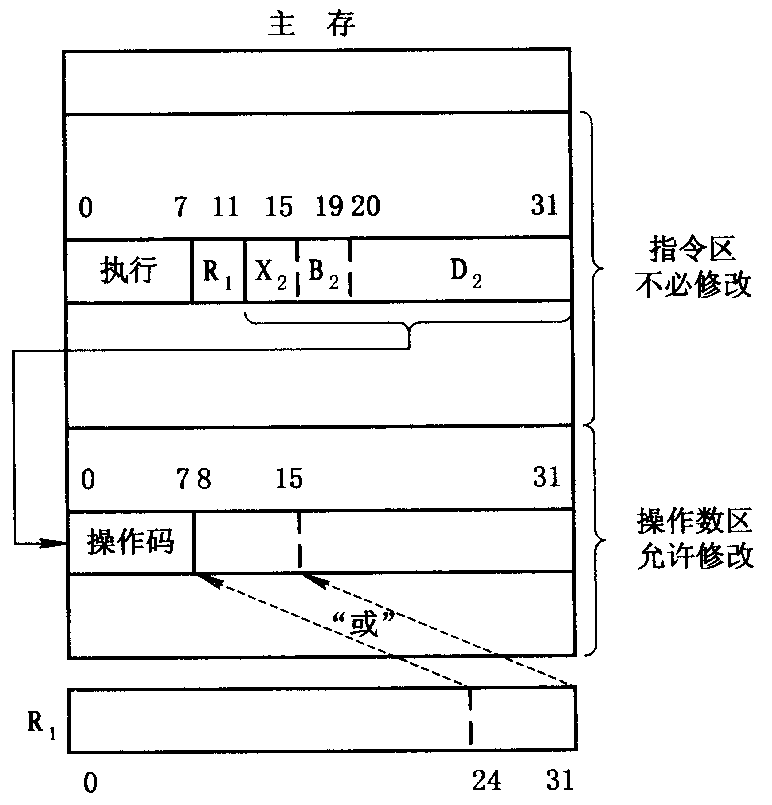 主 存
0 7 11 15 19 20 31
执行 R₁ X₂ B₂ D₂
指令区
不必修改
0 7 8 15 31
操作码
操作数区
允许修改
“或”
R₁
0 24 31